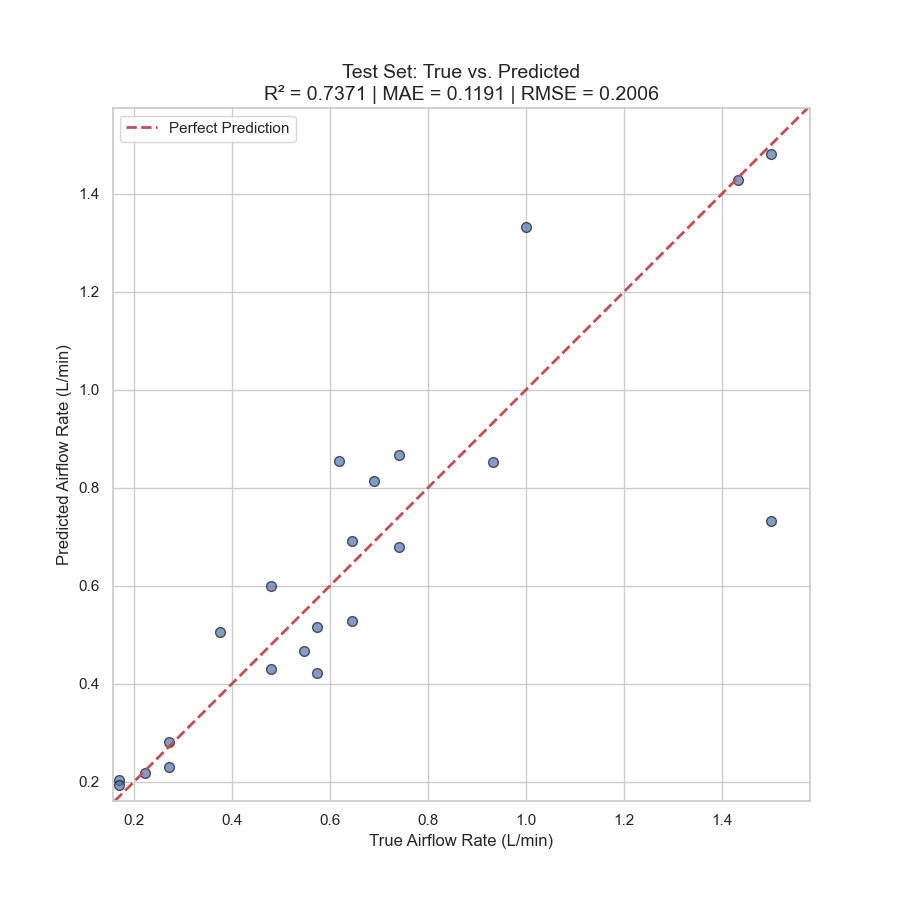 Test Set: True vs. Predicted
R² = 0.7371 | MAE = 0.1191 | RMSE = 0.2006
Perfect Prediction
Predicted Airflow Rate (L/min)
1.4
1.2
1.0
0.8
0.6
0.4
0.2
0.2 0.4 0.6 0.8 1.0 1.2 1.4
True Airflow Rate (L/min)